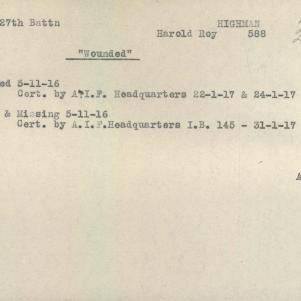 27th Battn HIGHMAN
Harold Roy 588
"Wounded"
ed 5-11-16
Cert. by A.I.F. Headquarters 22-1-17 & 24-1-17
& Missing 5-11-16
Cert. by A.I.F.Headquarters I.B. 145 - 31-1-17
A